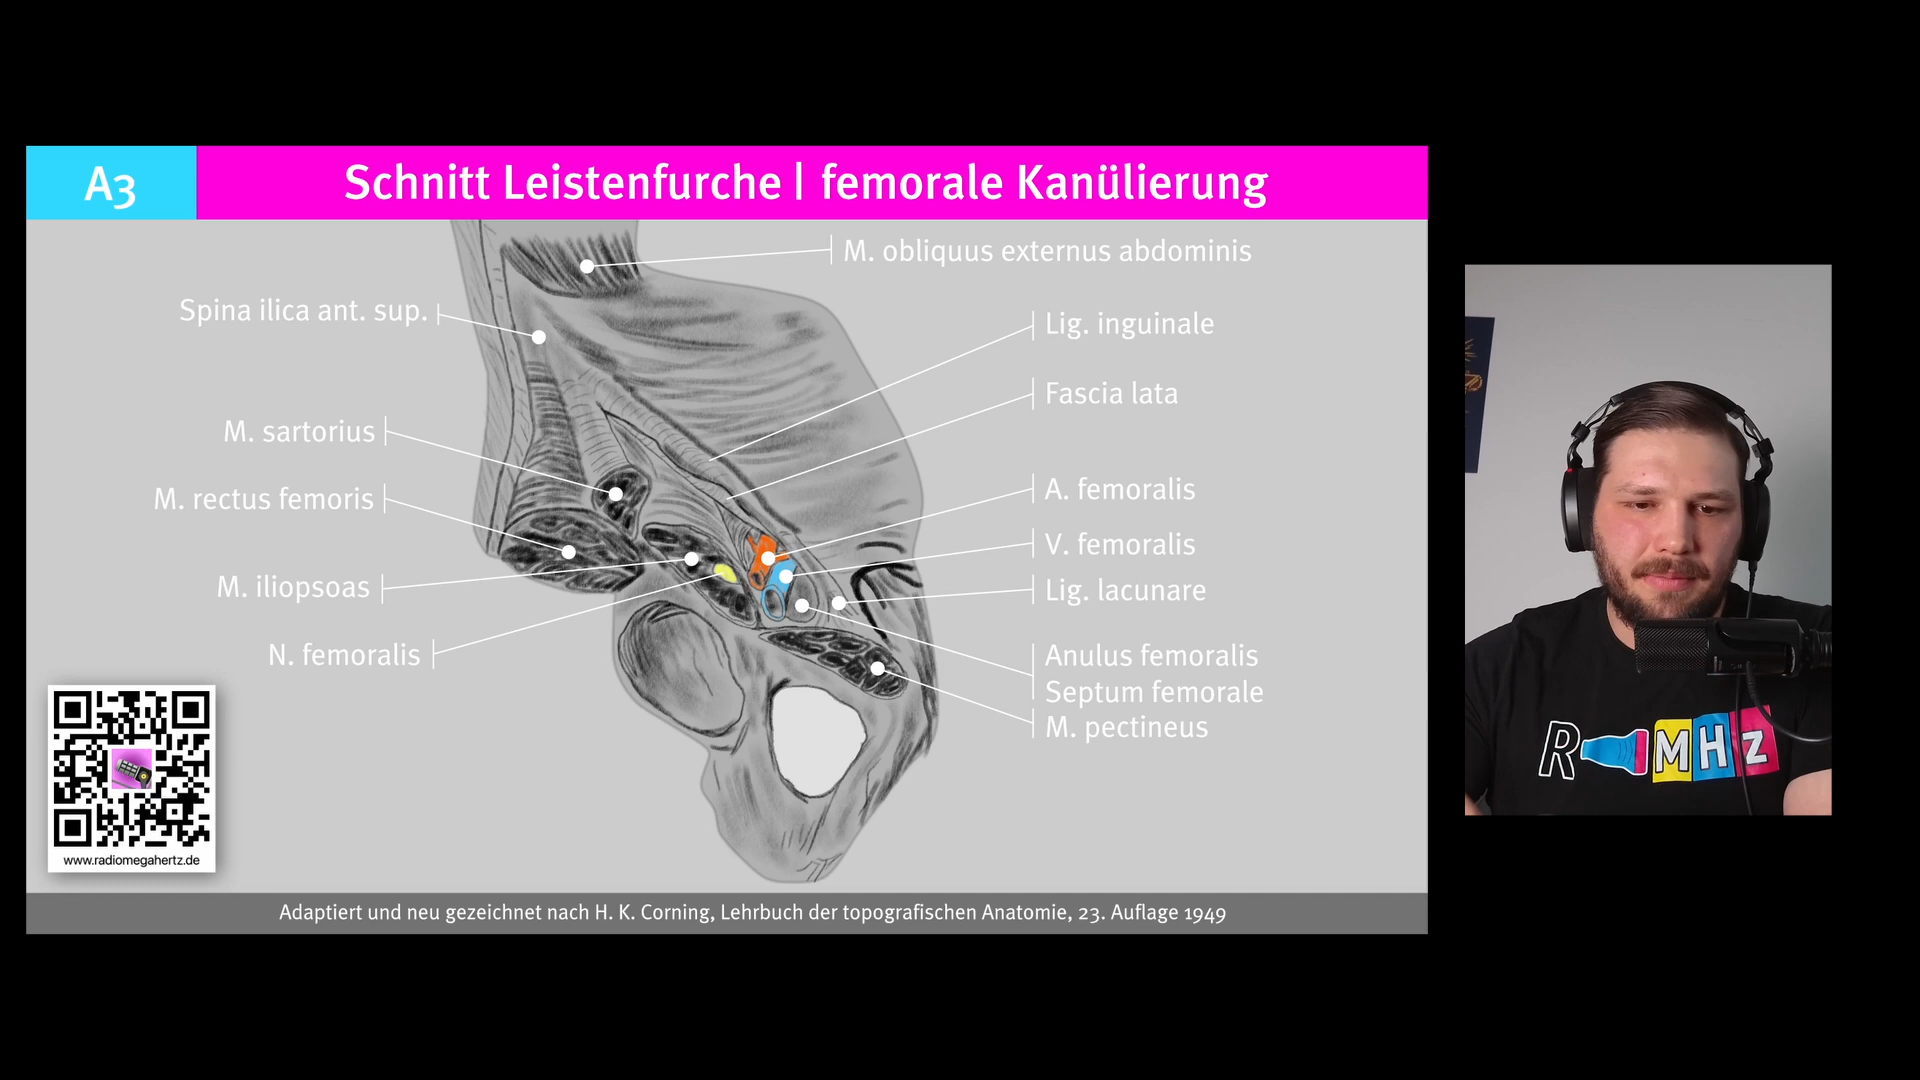 A3
Schnitt Leistenfurche | femorale Kanülierung
M. obliquus externus abdominis
Spina ilica ant. sup.
Lig. inguinale
Fascia lata
M. sartorius
M. rectus femoris
A. femoralis
V. femoralis
M. iliopsoas
Lig. lacunare
N. femoralis
Anulus femoralis
Septum femorale
M. pectineus
www.radiomegahertz.de
Adaptiert und neu gezeichnet nach H. K. Corning, Lehrbuch der topografischen Anatomie, 23. Auflage 1949
R MHz